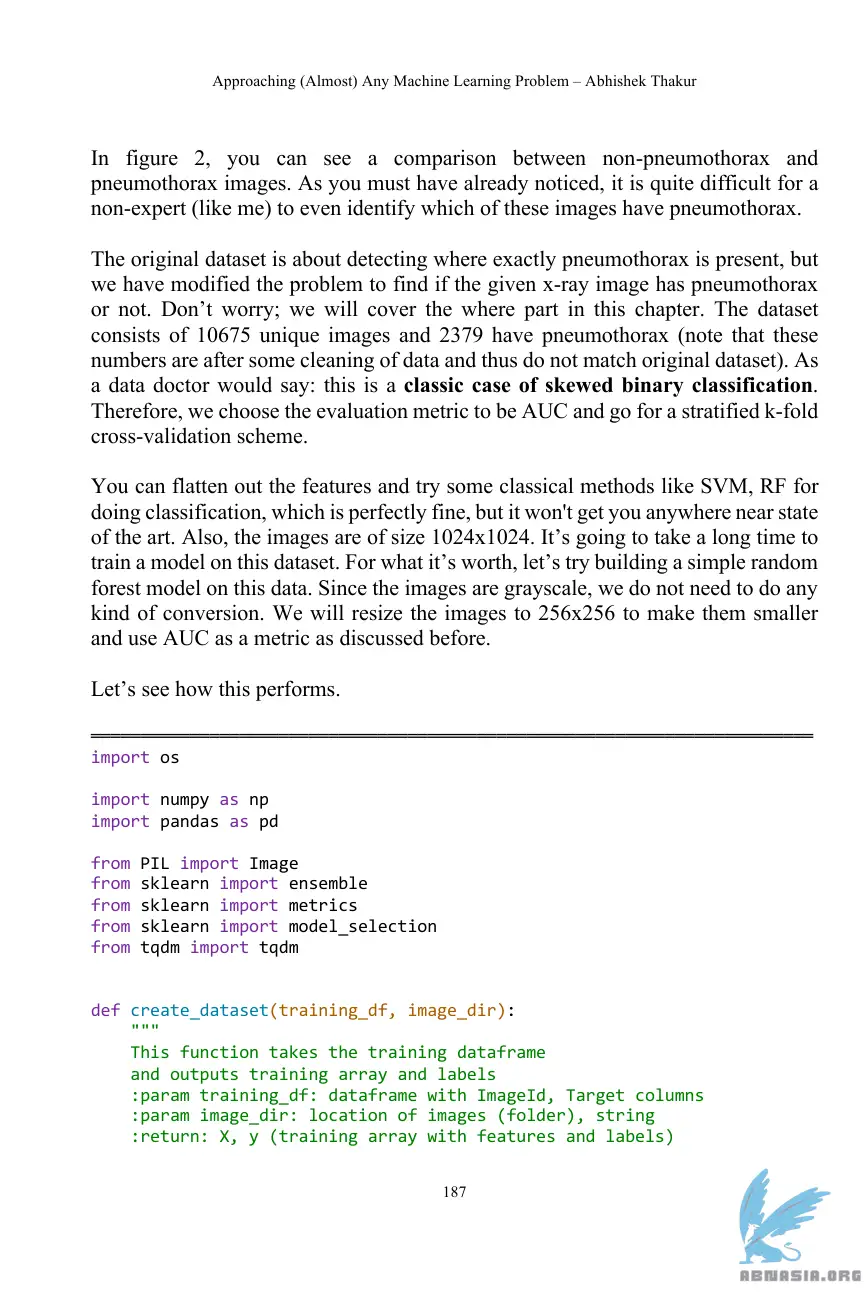 Approaching (Almost) Any Machine Learning Problem – Abhishek Thakur
In figure 2, you can see a comparison between non-pneumothorax and
pneumothorax images. As you must have already noticed, it is quite difficult for a
non-expert (like me) to even identify which of these images have pneumothorax.
The original dataset is about detecting where exactly pneumothorax is present, but
we have modified the problem to find if the given x-ray image has pneumothorax
or not. Don’t worry; we will cover the where part in this chapter. The dataset
consists of 10675 unique images and 2379 have pneumothorax (note that these
numbers are after some cleaning of data and thus do not match original dataset). As
a data doctor would say: this is a classic case of skewed binary classification.
Therefore, we choose the evaluation metric to be AUC and go for a stratified k-fold
cross-validation scheme.
You can flatten out the features and try some classical methods like SVM, RF for
doing classification, which is perfectly fine, but it won't get you anywhere near state
of the art. Also, the images are of size 1024x1024. It’s going to take a long time to
train a model on this dataset. For what it’s worth, let’s try building a simple random
forest model on this data. Since the images are grayscale, we do not need to do any
kind of conversion. We will resize the images to 256x256 to make them smaller
and use AUC as a metric as discussed before.
Let’s see how this performs.
import os
import numpy as np
import pandas as pd
from PIL import Image
from sklearn import ensemble
from sklearn import metrics
from sklearn import model_selection
from tqdm import tqdm
def create_dataset(training_df, image_dir):
"""
This function takes the training dataframe
and outputs training array and labels
:param training_df: dataframe with ImageId, Target columns
:param image_dir: location of images (folder), string
:return: X, y (training array with features and labels)
187
ABNASIA.ORG